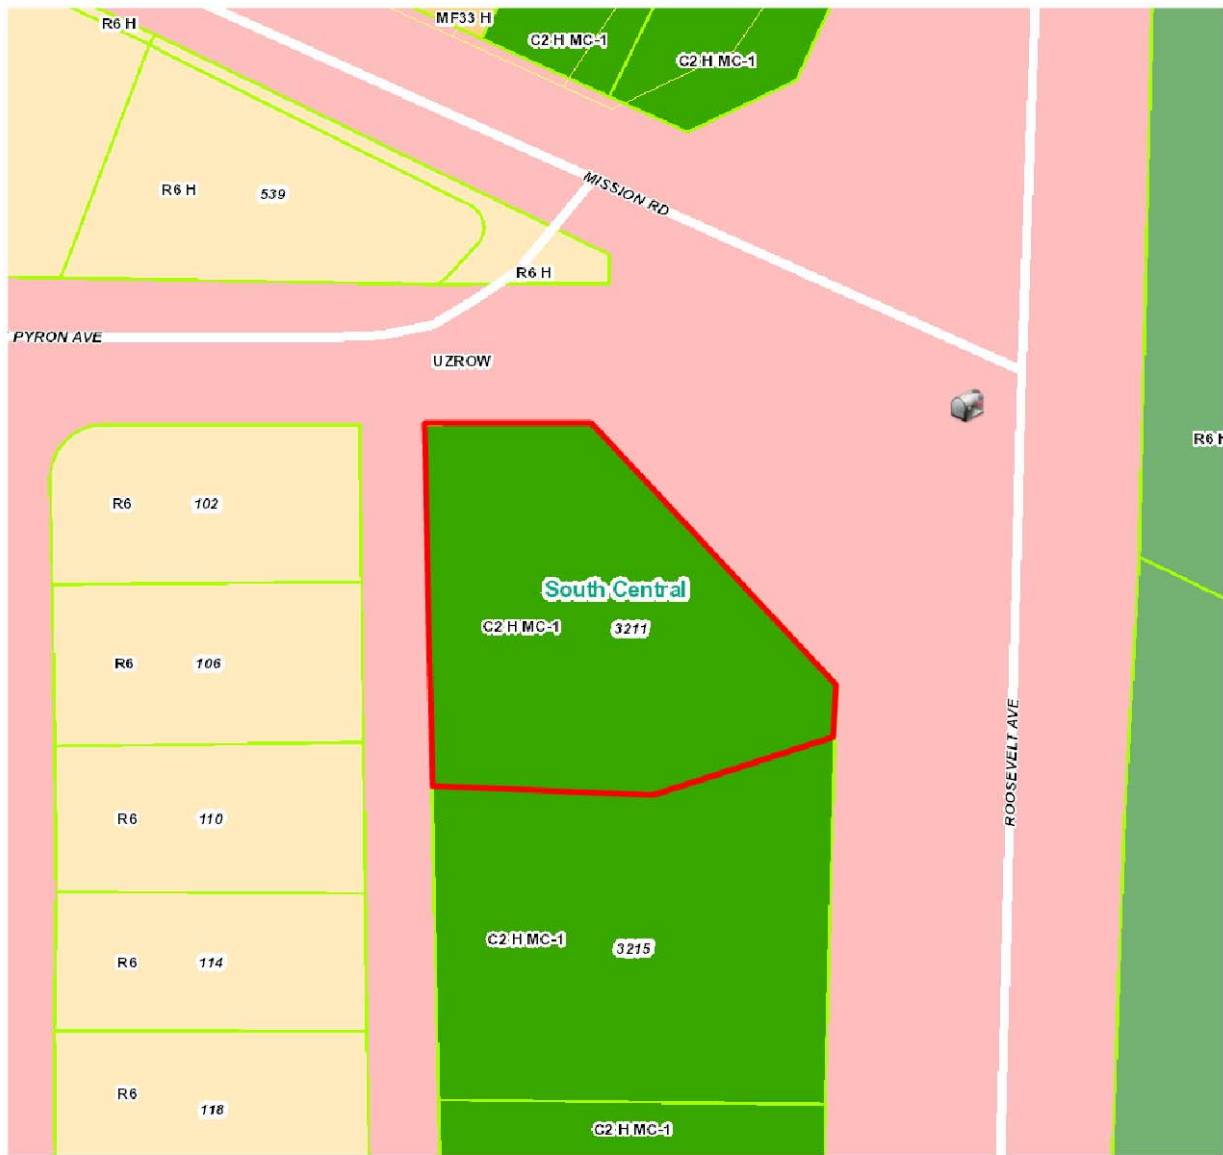 R6 H
MF33 H
C2 H MC-1
C2 H MC-1
R6 H
539
MISSION RD
R6 H
PYRON AVE
UZROW
R6 H
R6
102
South Central
C2 H MC-1
3211
R6
106
ROOSEVELT AVE
R6
110
C2 H MC-1
3215
R6
114
R6
118
C2 H MC-1